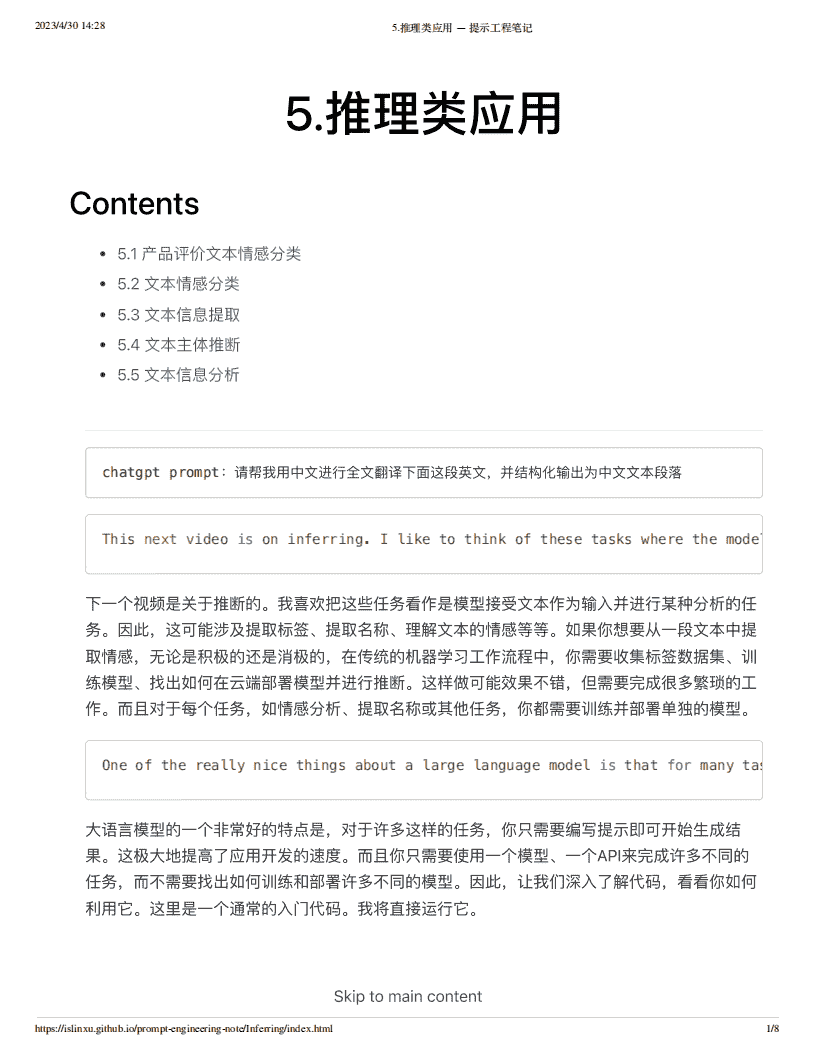 2023/4/30 14:28
5.推理类应用 — 提示工程笔记
5.推理类应用
Contents
• 5.1 产品评价文本情感分类
• 5.2 文本情感分类
• 5.3 文本信息提取
• 5.4 文本主体推断
• 5.5 文本信息分析
chatgpt prompt：请帮我用中文进行全文翻译下面这段英文，并结构化输出为中文文本段落
This next video is on inferring. I like to think of these tasks where the model
下一个视频是关于推断的。我喜欢把这些任务看作是模型接受文本作为输入并进行某种分析的任
务。因此，这可能涉及提取标签、提取名称、理解文本的情感等等。如果你想要从一段文本中提
取情感，无论是积极的还是消极的，在传统的机器学习工作流程中，你需要收集标签数据集、训
练模型、找出如何在云端部署模型并进行推断。这样做可能效果不错，但需要完成很多繁琐的工
作。而且对于每个任务，如情感分析、提取名称或其他任务，你都需要训练并部署单独的模型。
One of the really nice things about a large language model is that for many tas
大语言模型的一个非常好的特点是，对于许多这样的任务，你只需要编写提示即可开始生成结
果。这极大地提高了应用开发的速度。而且你只需要使用一个模型、一个API来完成许多不同的
任务，而不需要找出如何训练和部署许多不同的模型。因此，让我们深入了解代码，看看你如何
利用它。这里是一个通常的入门代码。我将直接运行它。
Skip to main content
https://islinxu.github.io/prompt-engineering-note/Inferring/index.html
1/8